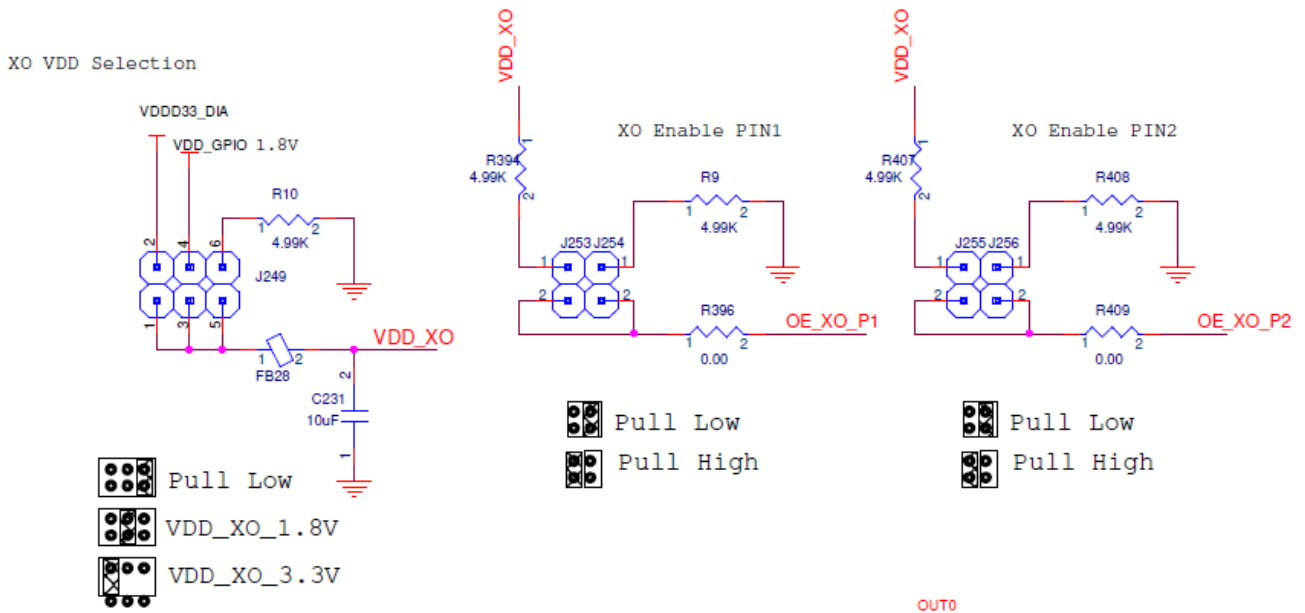 XO VDD Selection
VDDD33_DIA
VDD_GPIO 1.8V
R10
1 2
4.99K
2 4 6
J249
1 3 5
VDD_XO
1 2
FB28
2
C231
10uF
1
Pull Low
VDD_XO_1.8V
VDD_XO_3.3V
VDD_XO
XO Enable PIN1
1
R394
4.99K
2
R9
1 2
4.99K
J253 J254
1 1
2 2
R396
1 2
0.00
OE_XO_P1
Pull Low
Pull High
VDD_XO
XO Enable PIN2
1
R407
4.99K
2
R408
1 2
4.99K
J255 J256
1 1
2 2
R409
1 2
0.00
OE_XO_P2
Pull Low
Pull High
OUT0